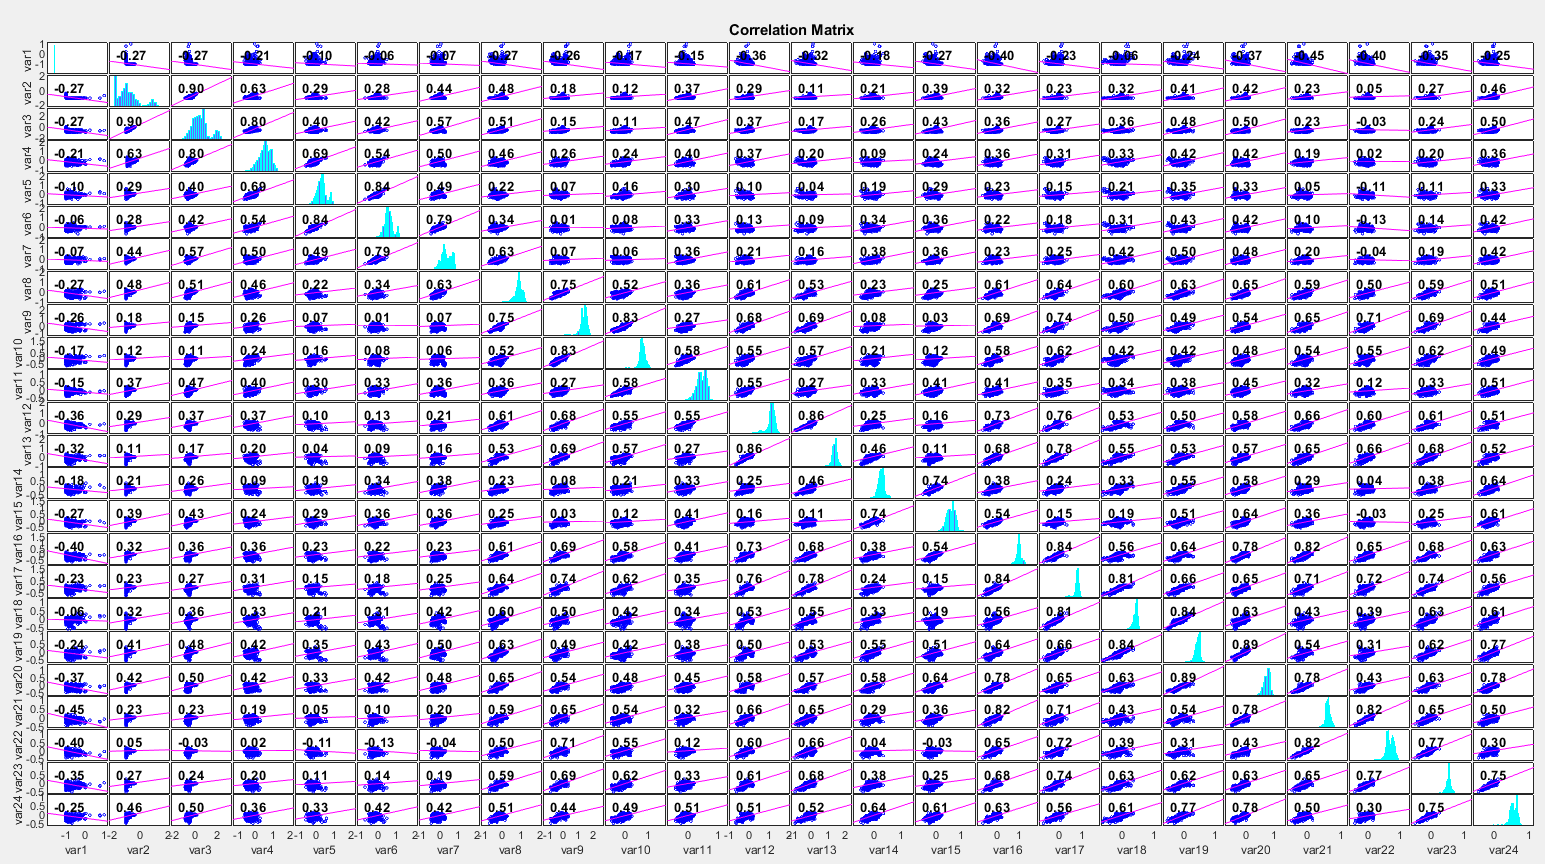 Correlation Matrix
var1 -0.27 -0.27 -0.21 -0.10 -0.06 -0.07 -0.27 -0.26 -0.17 -0.15 -0.36 -0.32 -0.18 -0.27 -0.40 -0.23 -0.06 -0.24 -0.37 -0.45 -0.40 -0.35 -0.25
var2 -0.27 0.90 0.63 0.29 0.28 0.44 0.48 0.18 0.12 0.37 0.29 0.11 0.21 0.39 0.32 0.23 0.32 0.41 0.42 0.23 0.05 0.27 0.46
var3 -0.27 0.90 0.80 0.40 0.42 0.57 0.51 0.15 0.11 0.47 0.37 0.17 0.26 0.43 0.36 0.27 0.36 0.48 0.50 0.23 -0.03 0.24 0.50
var4 -0.21 0.63 0.80 0.69 0.54 0.50 0.46 0.26 0.24 0.40 0.37 0.20 0.09 0.24 0.36 0.31 0.33 0.42 0.42 0.19 0.02 0.20 0.36
var5 -0.10 0.29 0.40 0.69 0.84 0.49 0.22 0.07 0.16 0.30 0.10 0.04 0.19 0.29 0.23 0.15 0.21 0.35 0.33 0.05 -0.11 0.11 0.33
var6 -0.06 0.28 0.42 0.54 0.84 0.79 0.34 0.01 0.08 0.33 0.13 0.09 0.34 0.36 0.22 0.18 0.31 0.43 0.42 0.10 -0.13 0.14 0.42
var7 -0.07 0.44 0.57 0.50 0.49 0.79 0.63 0.07 0.06 0.36 0.21 0.16 0.38 0.36 0.23 0.25 0.42 0.50 0.48 0.20 -0.04 0.19 0.42
var8 -0.27 0.48 0.51 0.46 0.22 0.34 0.63 0.75 0.52 0.36 0.61 0.53 0.23 0.25 0.61 0.64 0.60 0.63 0.65 0.59 0.50 0.59 0.51
var9 -0.26 0.18 0.15 0.26 0.07 0.01 0.07 0.75 0.83 0.27 0.68 0.69 0.08 0.03 0.69 0.74 0.50 0.49 0.54 0.65 0.71 0.69 0.44
var10 -0.17 0.12 0.11 0.24 0.16 0.08 0.06 0.52 0.83 0.58 0.55 0.57 0.21 0.12 0.58 0.62 0.42 0.42 0.48 0.54 0.55 0.62 0.49
var11 -0.15 0.37 0.47 0.40 0.30 0.33 0.36 0.36 0.27 0.58 0.55 0.27 0.33 0.41 0.41 0.35 0.34 0.38 0.45 0.32 0.12 0.33 0.51
var12 -0.36 0.29 0.37 0.37 0.10 0.13 0.21 0.61 0.68 0.55 0.55 0.86 0.25 0.16 0.73 0.76 0.53 0.50 0.58 0.66 0.60 0.61 0.51
var13 -0.32 0.11 0.17 0.20 0.04 0.09 0.16 0.53 0.69 0.57 0.27 0.86 0.46 0.11 0.68 0.78 0.55 0.53 0.57 0.65 0.66 0.68 0.52
var14 -0.18 0.21 0.26 0.09 0.19 0.34 0.38 0.23 0.08 0.21 0.33 0.25 0.46 0.74 0.38 0.24 0.33 0.55 0.58 0.29 0.04 0.38 0.64
var15 -0.27 0.39 0.43 0.24 0.29 0.36 0.36 0.25 0.03 0.12 0.41 0.16 0.11 0.74 0.54 0.15 0.19 0.51 0.64 0.36 -0.03 0.25 0.61
var16 -0.40 0.32 0.36 0.36 0.23 0.22 0.23 0.61 0.69 0.58 0.41 0.73 0.68 0.38 0.54 0.84 0.56 0.64 0.78 0.82 0.65 0.68 0.63
var17 -0.23 0.23 0.27 0.31 0.15 0.18 0.25 0.64 0.74 0.62 0.35 0.76 0.78 0.24 0.15 0.84 0.81 0.66 0.65 0.71 0.72 0.74 0.56
var18 -0.06 0.32 0.36 0.33 0.21 0.31 0.42 0.60 0.50 0.42 0.34 0.53 0.55 0.33 0.19 0.56 0.81 0.84 0.63 0.43 0.39 0.63 0.61
var19 -0.24 0.41 0.48 0.42 0.35 0.43 0.50 0.63 0.49 0.42 0.38 0.50 0.53 0.55 0.51 0.64 0.66 0.84 0.89 0.54 0.31 0.62 0.77
var20 -0.37 0.42 0.50 0.42 0.33 0.42 0.48 0.65 0.54 0.48 0.45 0.58 0.57 0.58 0.64 0.78 0.65 0.63 0.89 0.78 0.43 0.63 0.78
var21 -0.45 0.23 0.23 0.19 0.05 0.10 0.20 0.59 0.65 0.54 0.32 0.66 0.65 0.29 0.36 0.82 0.71 0.43 0.54 0.78 0.82 0.65 0.50
var22 -0.40 0.05 -0.03 0.02 -0.11 -0.13 -0.04 0.50 0.71 0.55 0.12 0.60 0.66 0.04 -0.03 0.65 0.72 0.39 0.31 0.43 0.82 0.77 0.30
var23 -0.35 0.27 0.24 0.20 0.11 0.14 0.19 0.59 0.69 0.62 0.33 0.61 0.68 0.38 0.25 0.68 0.74 0.63 0.62 0.63 0.65 0.77 0.75
var24 -0.25 0.46 0.50 0.36 0.33 0.42 0.42 0.51 0.44 0.49 0.51 0.51 0.52 0.64 0.61 0.63 0.56 0.61 0.77 0.78 0.50 0.30 0.75
var1 var2 var3 var4 var5 var6 var7 var8 var9 var10 var11 var12 var13 var14 var15 var16 var17 var18 var19 var20 var21 var22 var23 var24